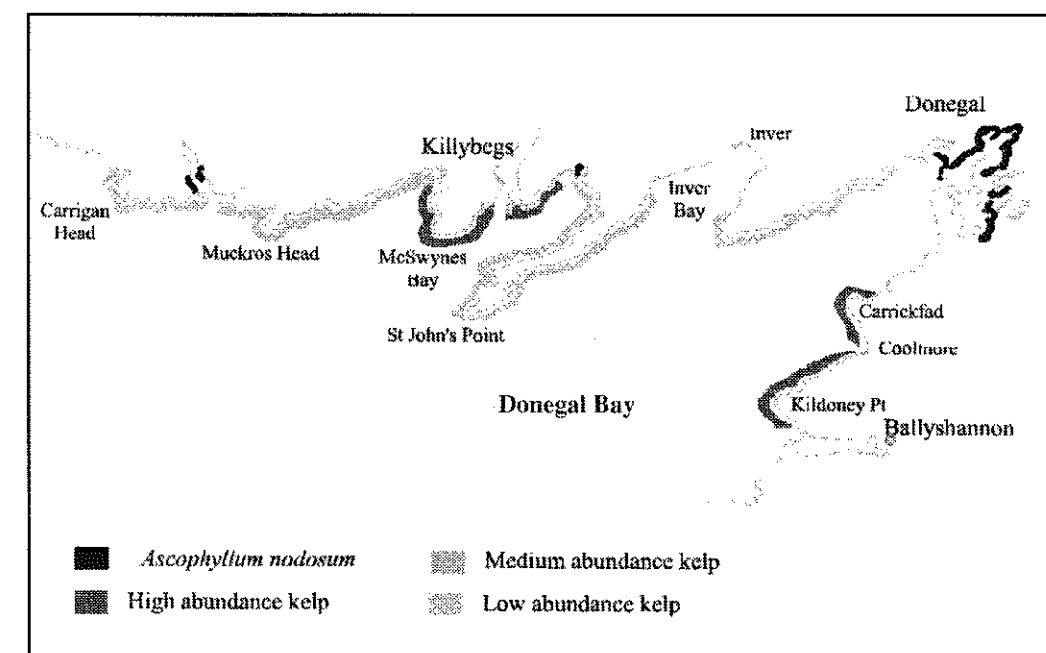 Donegal
Inver
Killybegs
Inver
Bay
Carrigan
Head
Muckros Head
McSwynes
Bay
St John's Point
Carrickfad
Coolmore
Donegal Bay
Kildoney Pt
Ballyshannon
Ascophyllum nodosum
Medium abundance kelp
High abundance kelp
Low abundance kelp